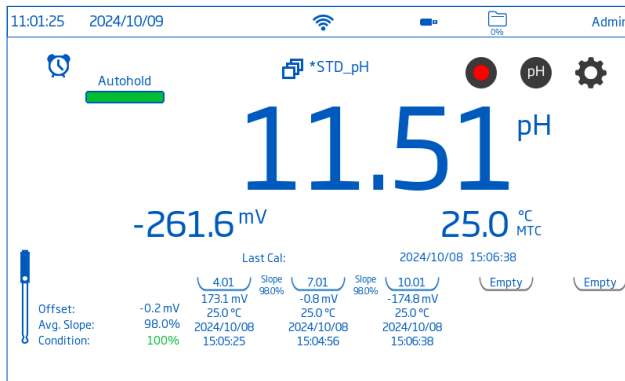 11:01:25 2024/10/09 0% Admin
Autohold *STD_pH pH
11.51 pH
-261.6 mV 25.0 °C MTC
Last Cal: 2024/10/08 15:06:38
4.01 Slope 98.0% 7.01 Slope 98.0% 10.01 Empty Empty
173.1 mV -0.8 mV -174.8 mV
Offset: -0.2 mV 25.0 °C 25.0 °C 25.0 °C
Avg. Slope: 98.0% 2024/10/08 2024/10/08 2024/10/08
Condition: 100% 15:05:25 15:04:56 15:06:38